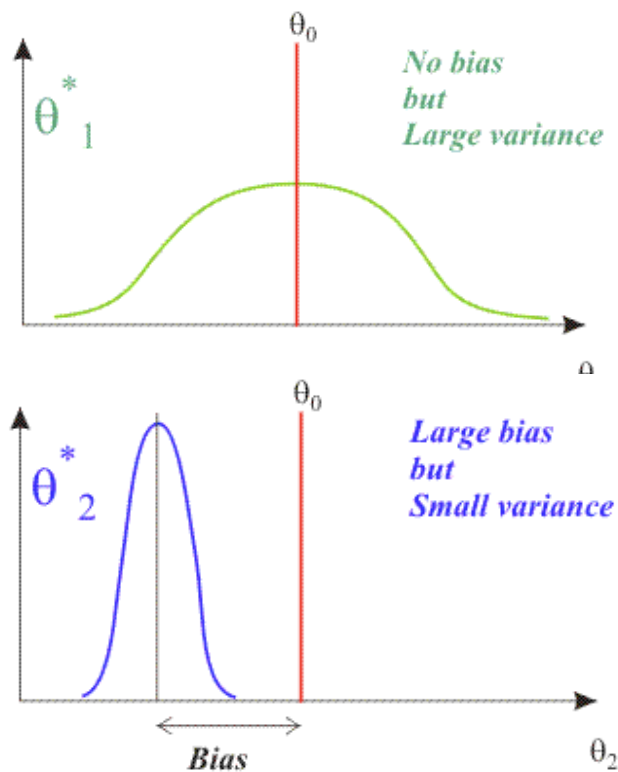 θ₀
θ*₁
No bias
but
Large variance
θ₀
θ*₂
Large bias
but
Small variance
Bias
θ₂